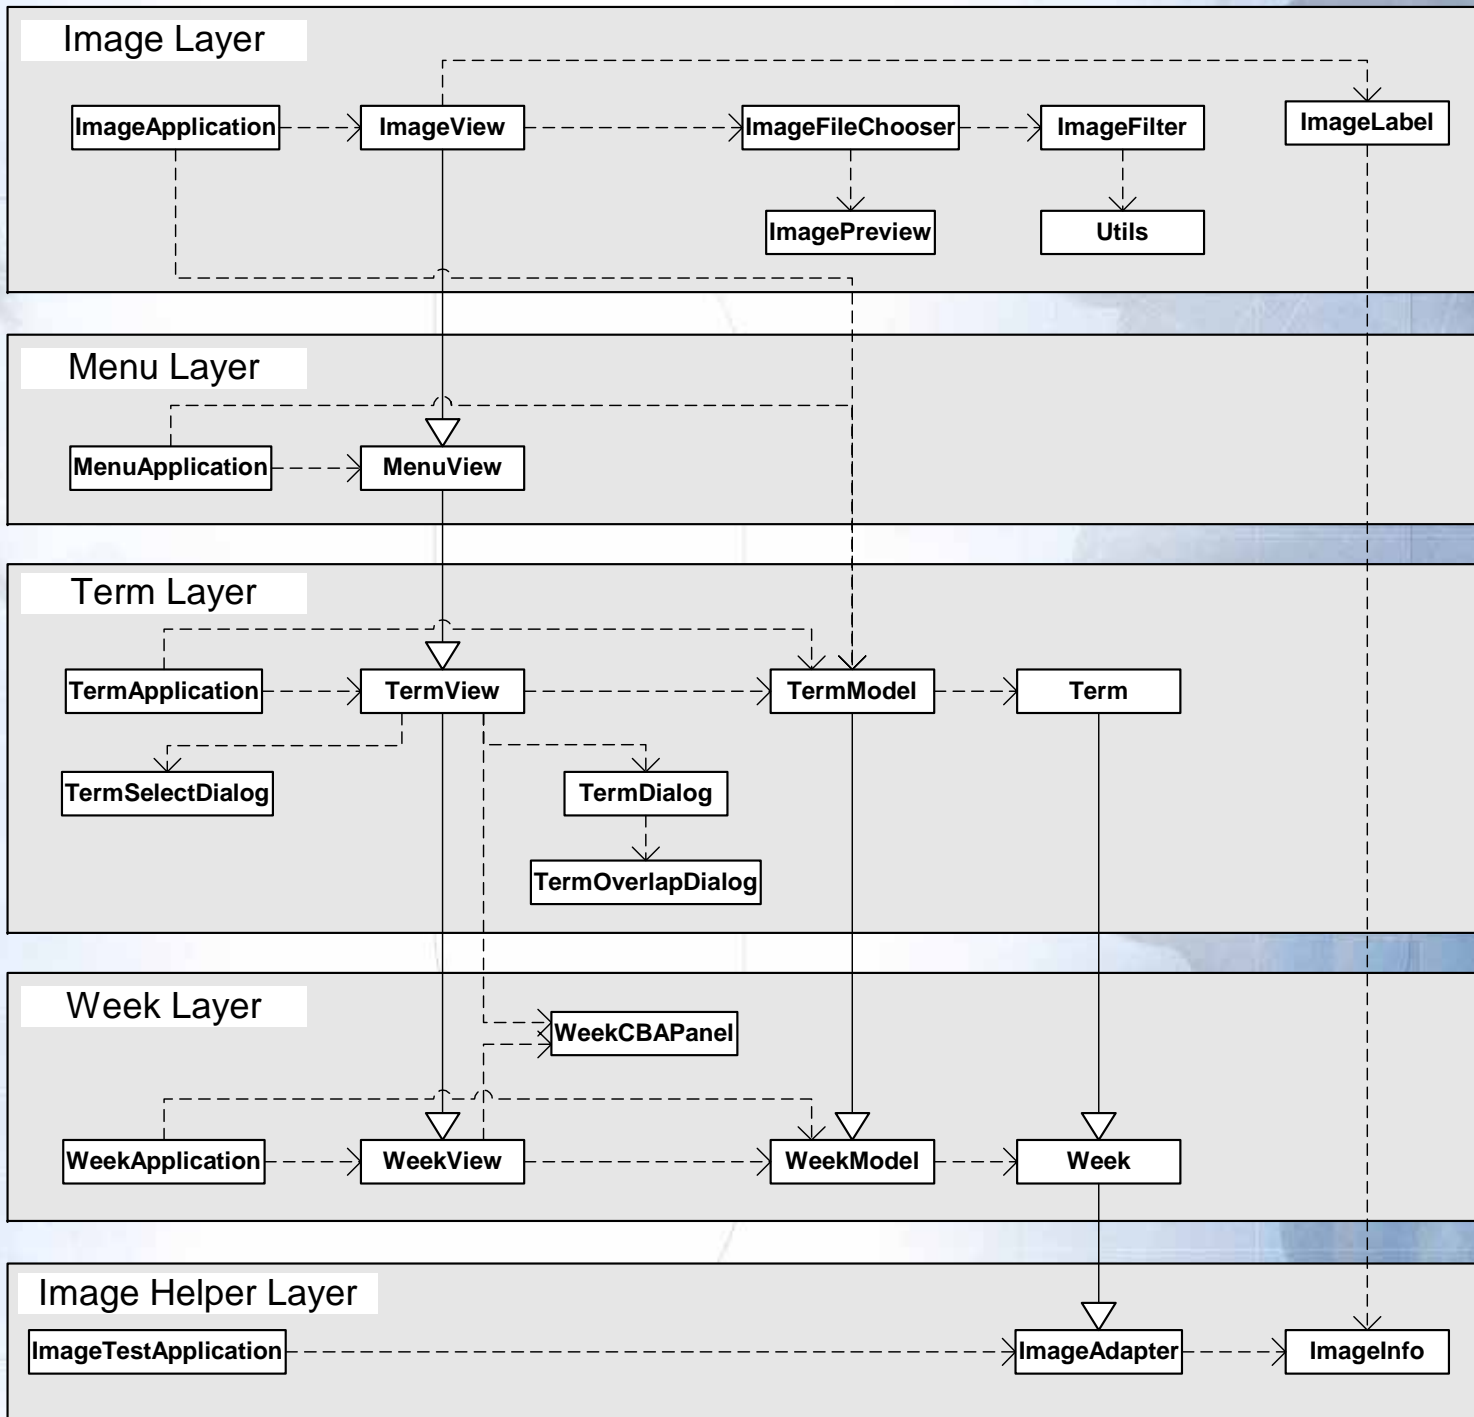 Image Layer
ImageApplication
ImageView
ImageFileChooser
ImageFilter
ImageLabel
ImagePreview
Utils
Menu Layer
MenuApplication
MenuView
Term Layer
TermApplication
TermView
TermModel
Term
TermSelectDialog
TermDialog
TermOverlapDialog
Week Layer
WeekCBAPanel
WeekApplication
WeekView
WeekModel
Week
Image Helper Layer
ImageTestApplication
ImageAdapter
ImageInfo